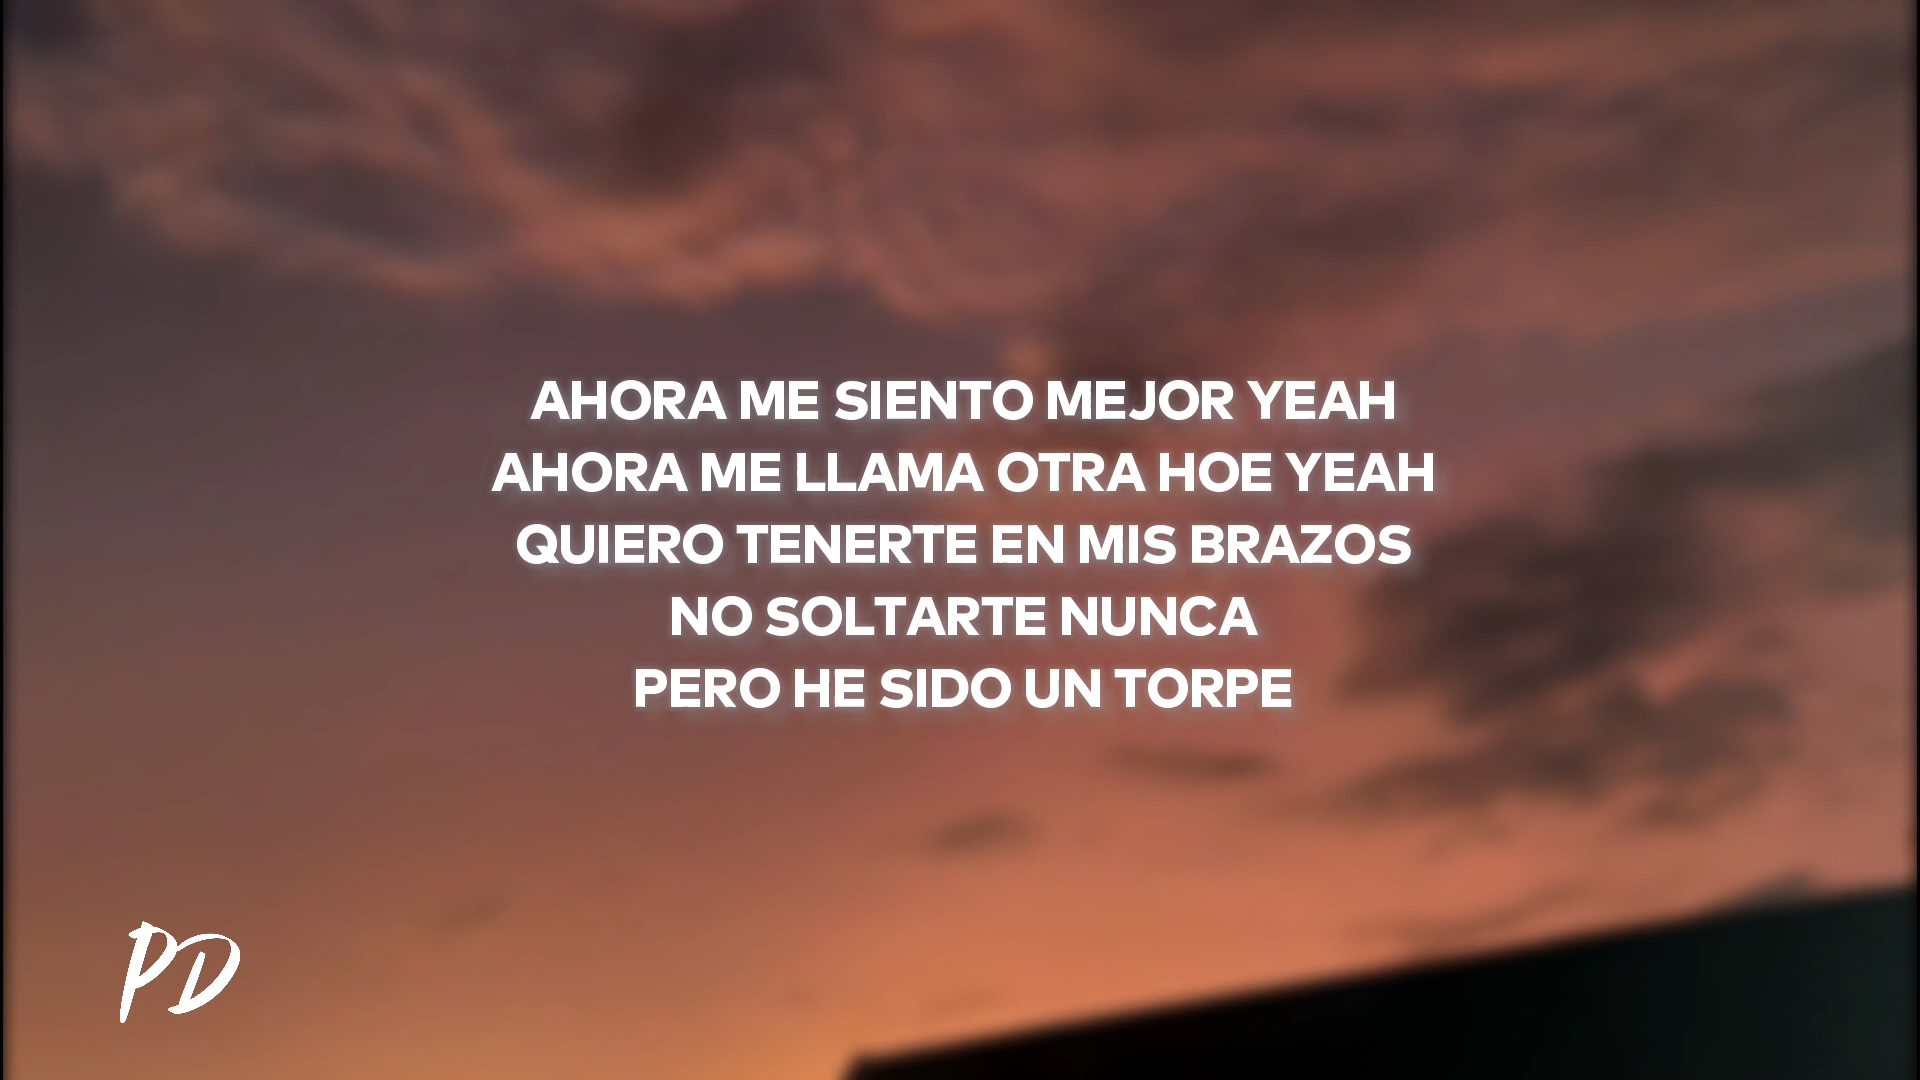 AHORA ME SIENTO MEJOR YEAH
AHORA ME LLAMA OTRA HOE YEAH
QUIERO TENERTE EN MIS BRAZOS
NO SOLTARTE NUNCA
PERO HE SIDO UN TORPE
PD